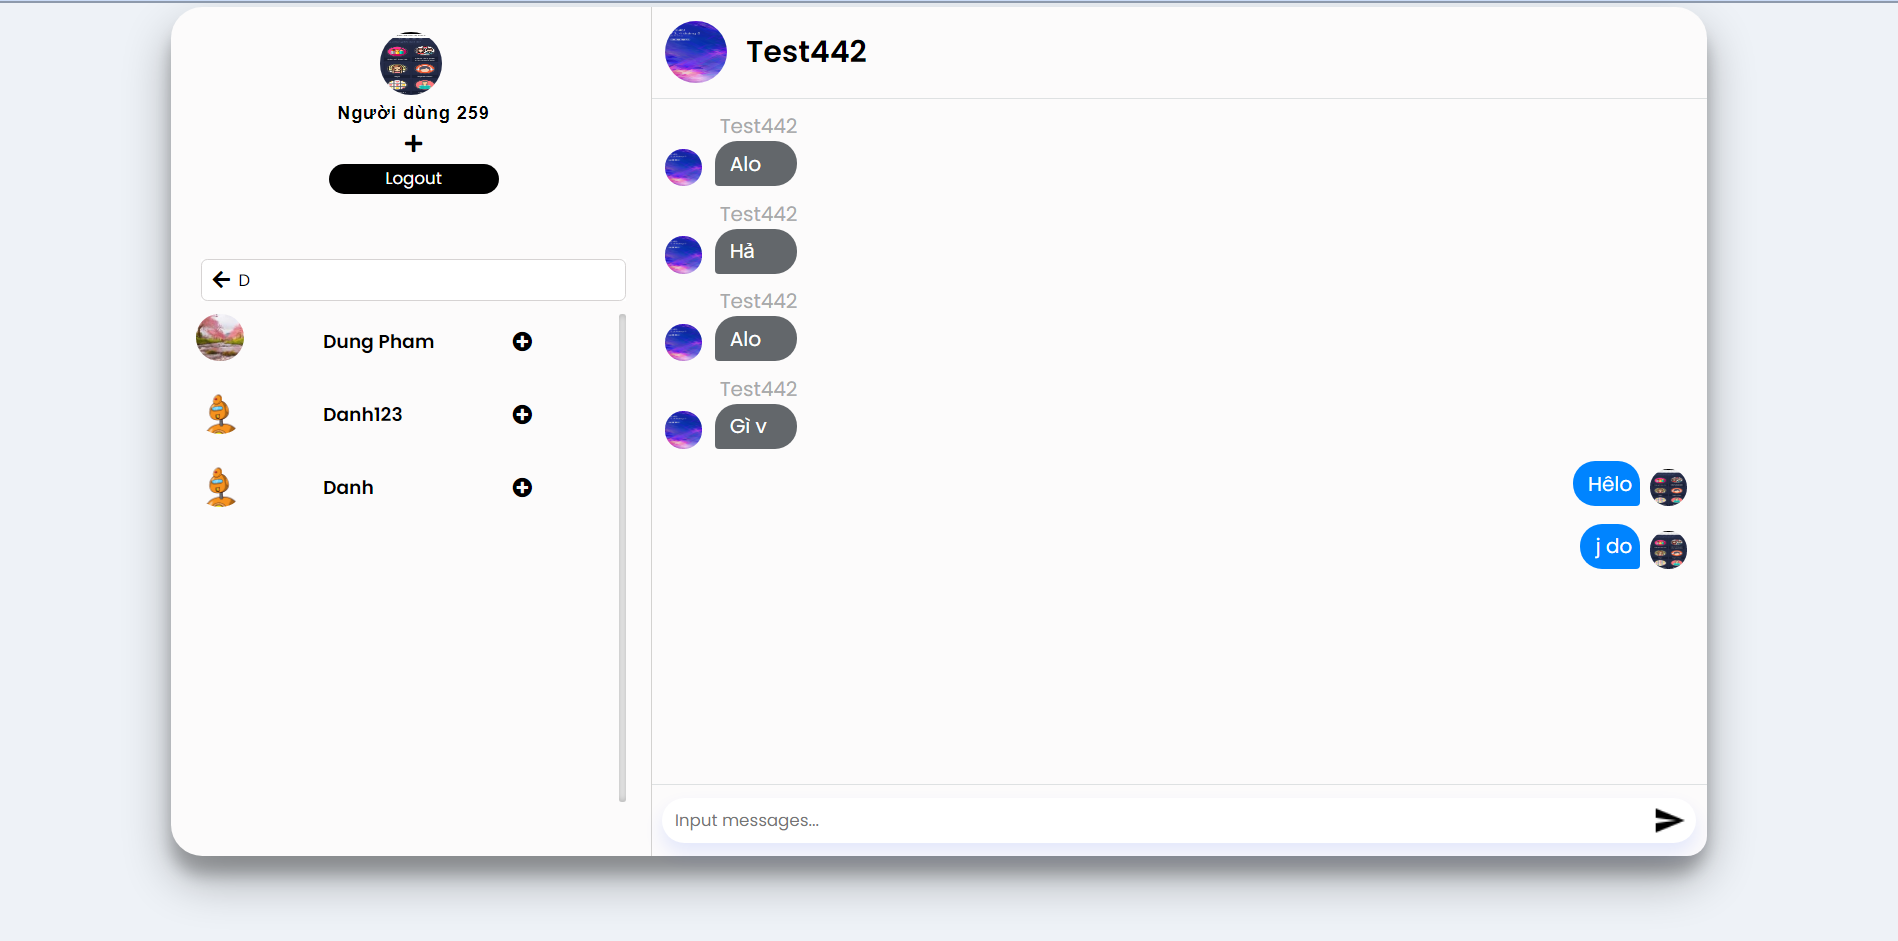 Người dùng 259
Logout
D
Dung Pham
Danh123
Danh
Test442
Test442
Alo
Test442
Hả
Test442
Alo
Test442
Gì v
Hêlo
j do
Input messages...